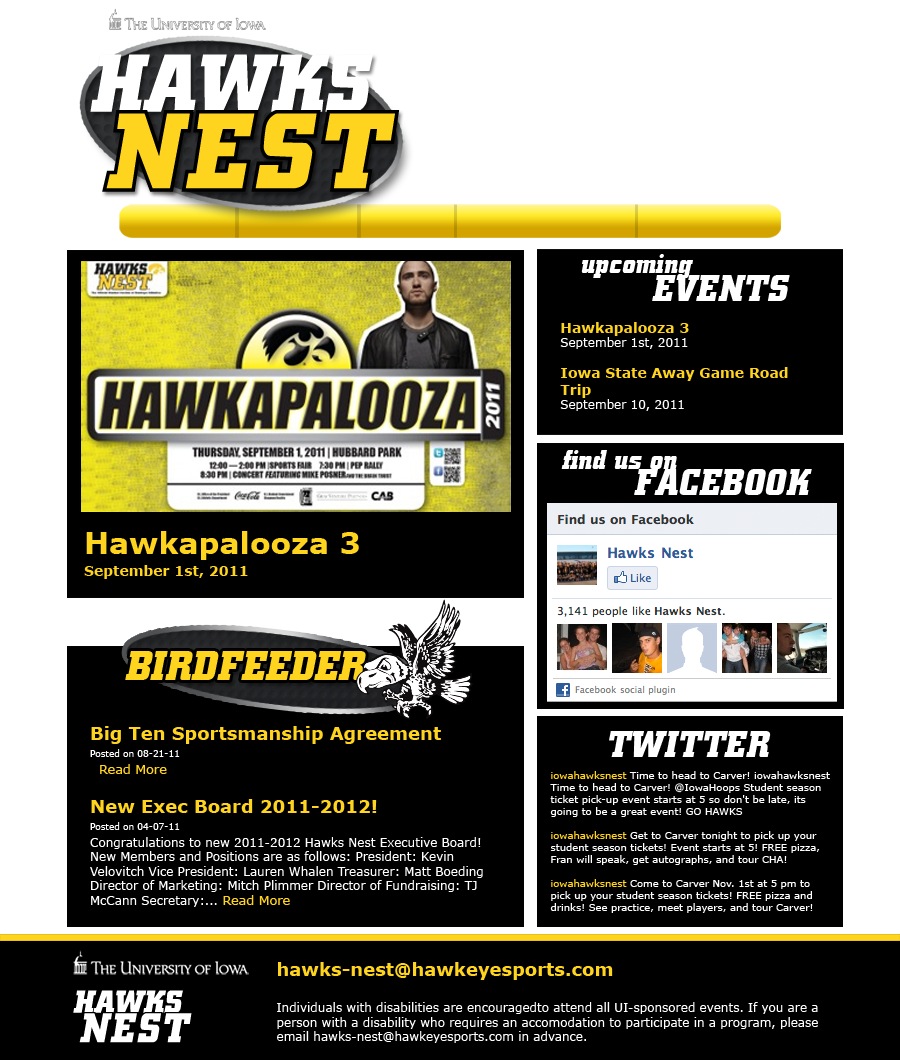 THE UNIVERSITY OF IOWA
HAWKS
NEST
HAWKS
NEST
HAWKAPALOOZA 2011
THURSDAY, SEPTEMBER 1, 2011 | HUBBARD PARK
12:00 — 2:00 PM |SPORTS FAIR 7:30 PM | PEP RALLY
8:30 PM | CONCERT FEATURING MIKE POSNER AND THE BRAIN TRUST
Coca-Cola
CAB
Hawkapalooza 3
September 1st, 2011
upcoming
EVENTS
Hawkapalooza 3
September 1st, 2011
Iowa State Away Game Road
Trip
September 10, 2011
find us on
FACEBOOK
Find us on Facebook
Hawks Nest
Like
3,141 people like Hawks Nest.
Facebook social plugin
BIRDFEEDER
Big Ten Sportsmanship Agreement
Posted on 08-21-11
Read More
New Exec Board 2011-2012!
Posted on 04-07-11
Congratulations to new 2011-2012 Hawks Nest Executive Board!
New Members and Positions are as follows: President: Kevin
Velovitch Vice President: Lauren Whalen Treasurer: Matt Boeding
Director of Marketing: Mitch Plimmer Director of Fundraising: TJ
McCann Secretary:... Read More
TWITTER
iowahawksnest Time to head to Carver! iowahawksnest
Time to head to Carver! @IowaHoops Student season
ticket pick-up event starts at 5 so don't be late, its
going to be a great event! GO HAWKS
iowahawksnest Get to Carver tonight to pick up your
student season tickets! Event starts at 5! FREE pizza,
Fran will speak, get autographs, and tour CHA!
iowahawksnest Come to Carver Nov. 1st at 5 pm to
pick up your student season tickets! FREE pizza and
drinks! See practice, meet players, and tour Carver!
THE UNIVERSITY OF IOWA
HAWKS
NEST
hawks-nest@hawkeyesports.com
Individuals with disabilities are encouragedto attend all UI-sponsored events. If you are a
person with a disability who requires an accomodation to participate in a program, please
email hawks-nest@hawkeyesports.com in advance.